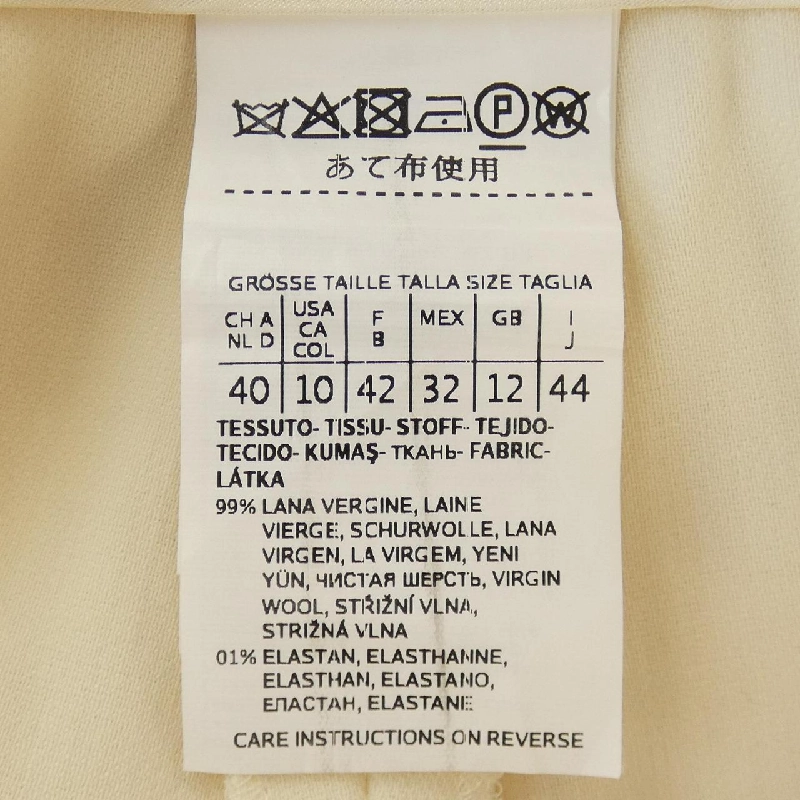 P W
あて布使用
GRÖSSE TAILLE TALLA SIZE TAGLIA
CH A NL D USA CA COL F B MEX GB I J
40 10 42 32 12 44
TESSUTO- TISSU- STOFF- TEJIDO-
TECIDO- KUMAŞ- ТКАНЬ- FABRIC-
LÁTKA
99% LANA VERGINE, LAINE
VIERGE, SCHURWOLLE, LANA
VIRGEN, LA VIRGEM, YENI
YÜN, ЧИСТАЯ ШЕРСТЬ, VIRGIN
WOOL, STŘIŽNÍ VLNA,
STRIŽNÁ VLNA
01% ELASTAN, ELASTHANNE,
ELASTHAN, ELASTANO,
ЕПАСТАН, ELASTANE
CARE INSTRUCTIONS ON REVERSE